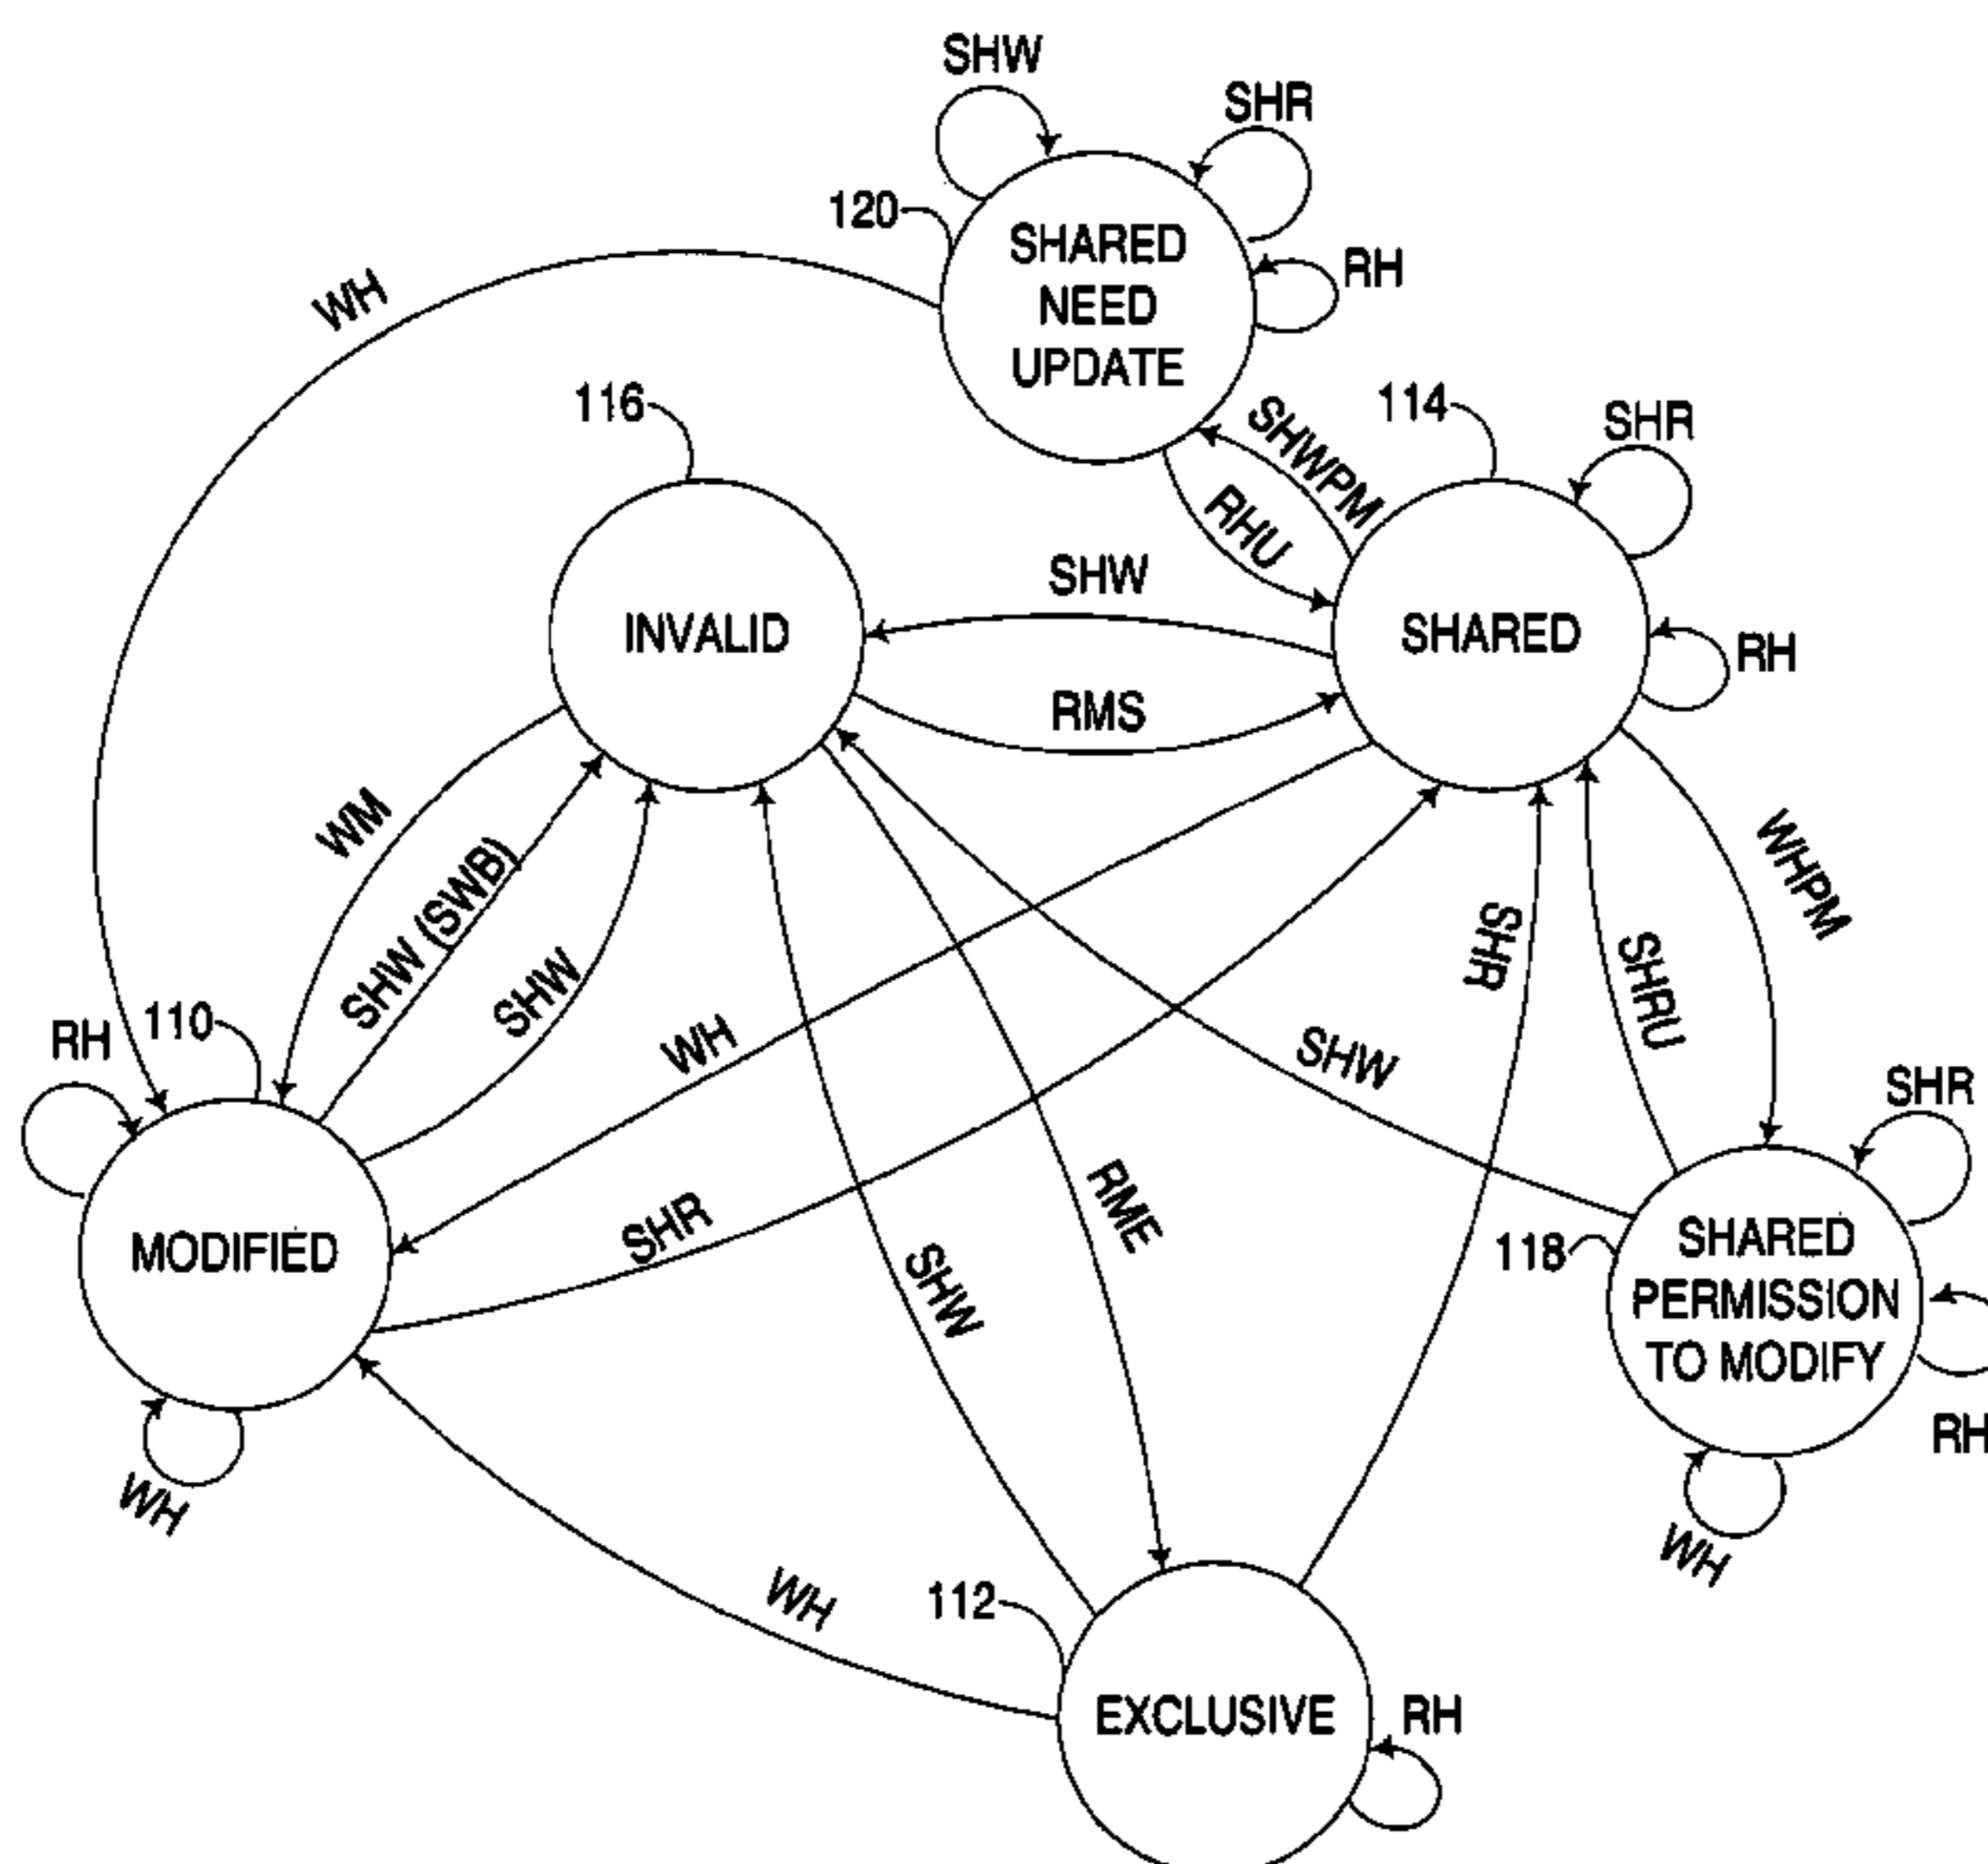 SHW
SHR
120
SHARED
NEED
UPDATE
RH
WH
116
SHWPM
114
SHR
RHU
SHW
INVALID
SHARED
RH
RMS
WM
SHW (SWB)
SHW
WHPM
SHR
SHRU
RH
110
WH
SHW
SHR
MODIFIED
SHR
RME
SHW
118
SHARED
PERMISSION
TO MODIFY
RH
WH
WH
WH
112
EXCLUSIVE
RH